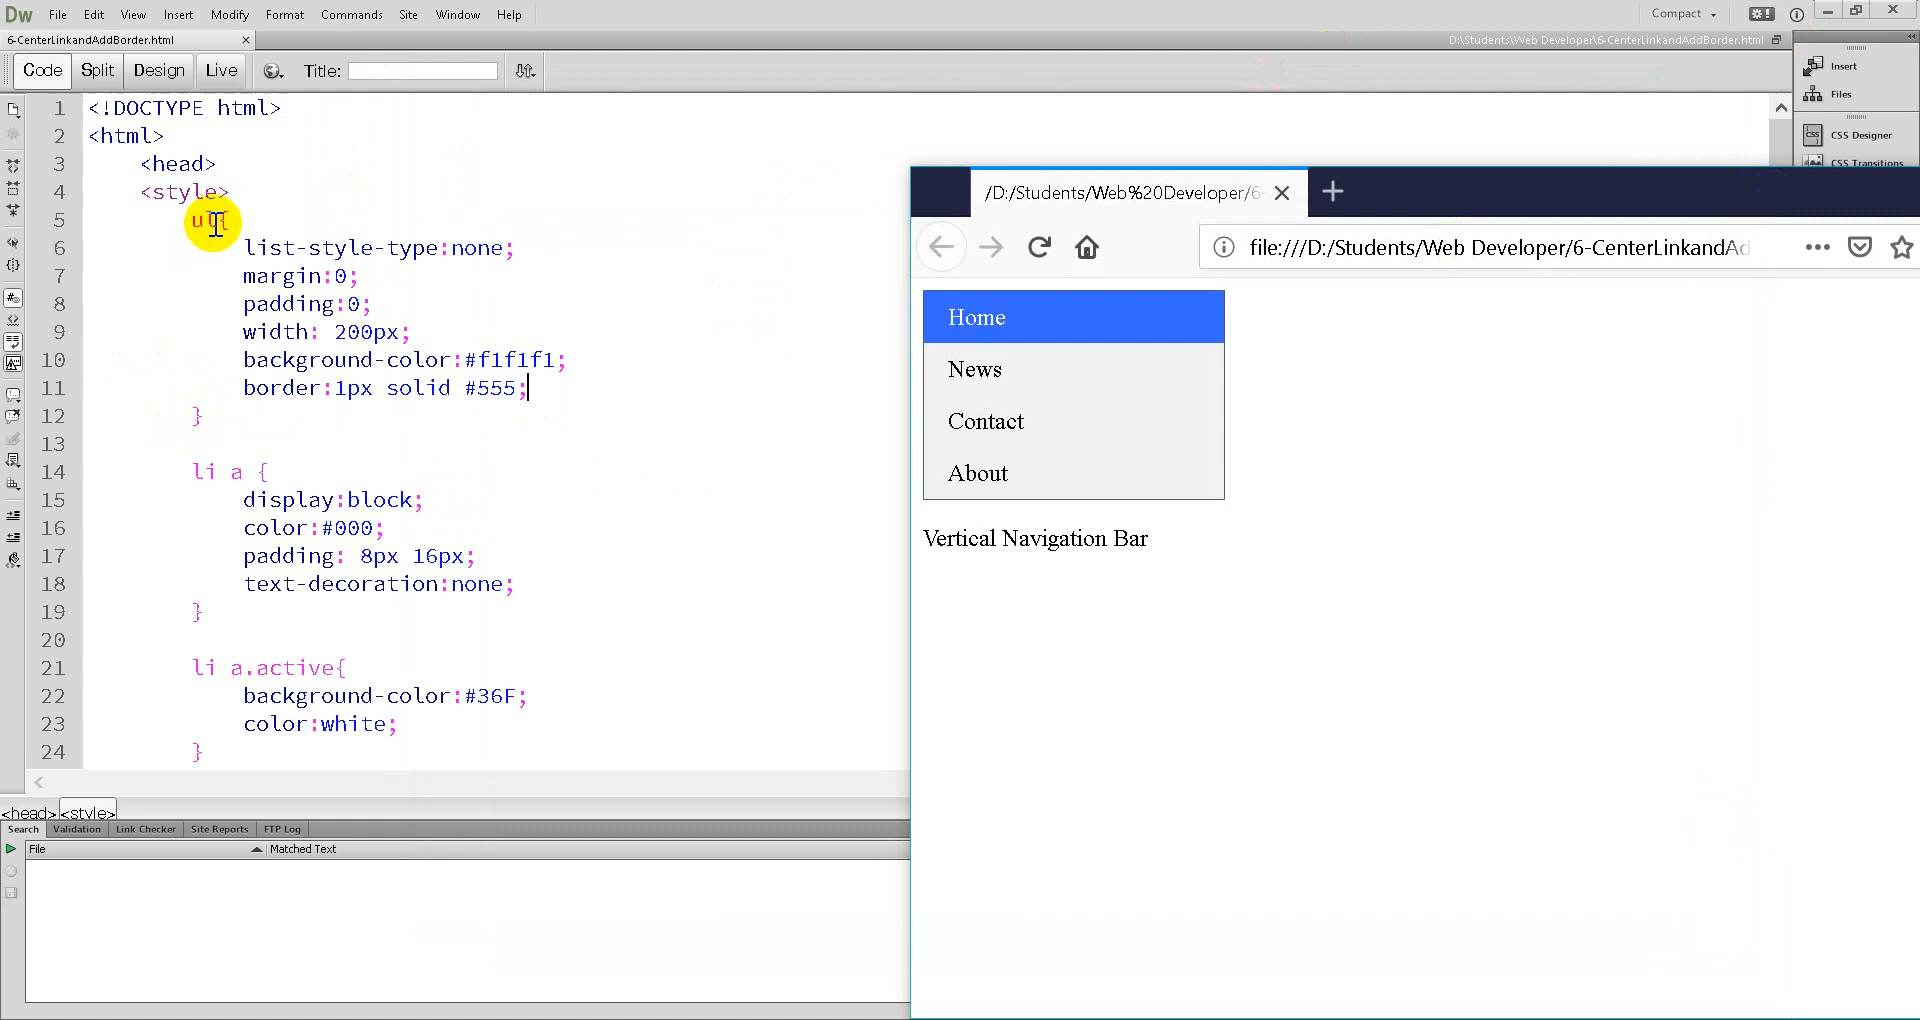 Dw File Edit View Insert Modify Format Commands Site Window Help Compact
6-CenterLinkandAddBorder.html D:\Students\Web Developer\6-CenterLinkandAddBorder.html
Code Split Design Live Title:
Insert
Files
CSS Designer
CSS Transitions
1 <!DOCTYPE html>
2 <html>
3 <head>
4 <style>
5 ul{
6 list-style-type:none;
7 margin:0;
8 padding:0;
9 width: 200px;
10 background-color:#f1f1f1;
11 border:1px solid #555;
12 }
13
14 li a {
15 display:block;
16 color:#000;
17 padding: 8px 16px;
18 text-decoration:none;
19 }
20
21 li a.active{
22 background-color:#36F;
23 color:white;
24 }
<head> <style>
Search Validation Link Checker Site Reports FTP Log
File Matched Text
/D:/Students/Web%20Developer/6-
file:///D:/Students/Web Developer/6-CenterLinkandAd
Home
News
Contact
About
Vertical Navigation Bar